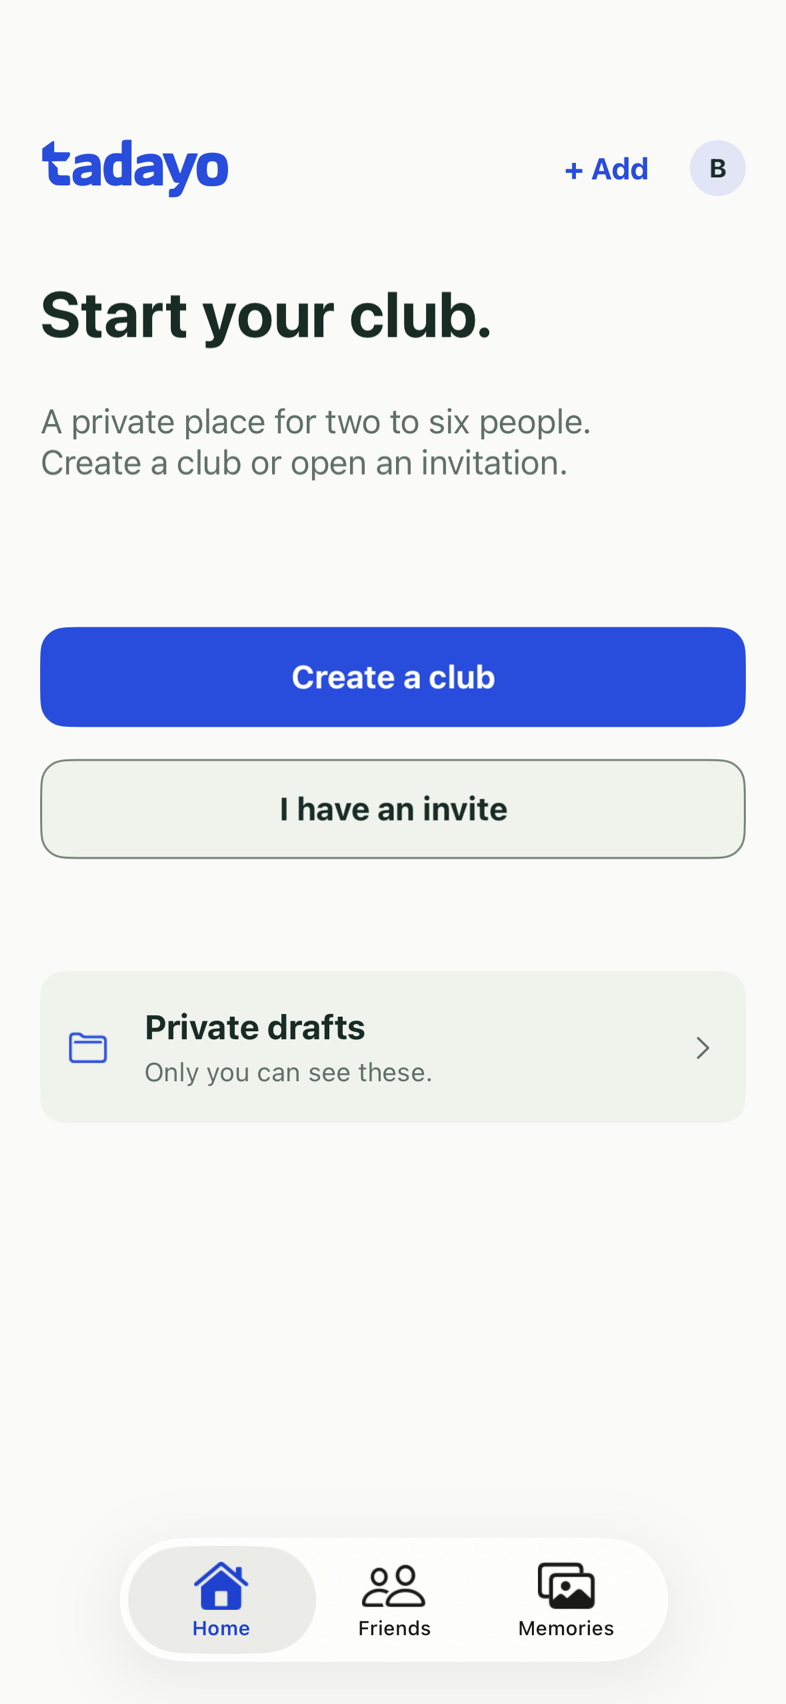 tadayo
+ Add
B
Start your club.
A private place for two to six people.
Create a club or open an invitation.
Create a club
I have an invite
Private drafts
Only you can see these.
Home
Friends
Memories